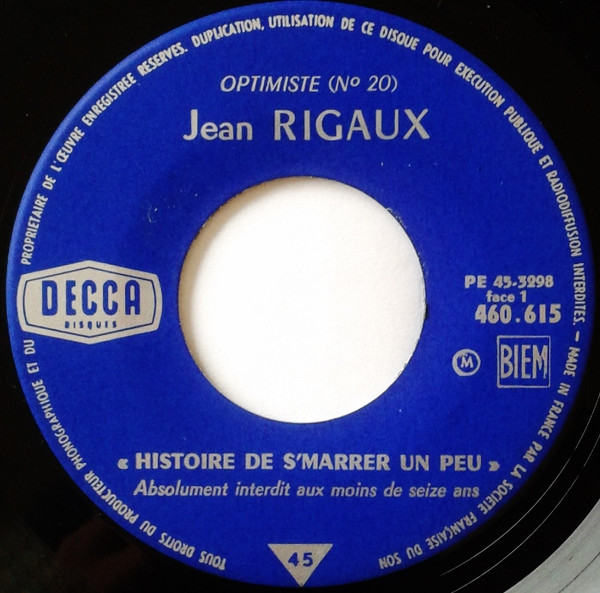 TOUS DROITS DU PRODUCTEUR PHONOGRAPHIQUE ET DU PROPRIETAIRE DE L'ŒUVRE ENREGISTREE RESERVES. DUPLICATION, UTILISATION DE CE DISQUE POUR EXECUTION PUBLIQUE ET RADIODIFFUSION INTERDITES. — MADE IN FRANCE PAR LA SOCIETE FRANÇAISE DU SON
OPTIMISTE (Nº 20)
Jean RIGAUX
DECCA
DISQUES
PE 45-3298
face 1
460.615
M
BIEM
« HISTOIRE DE S'MARRER UN PEU »
Absolument interdit aux moins de seize ans
45